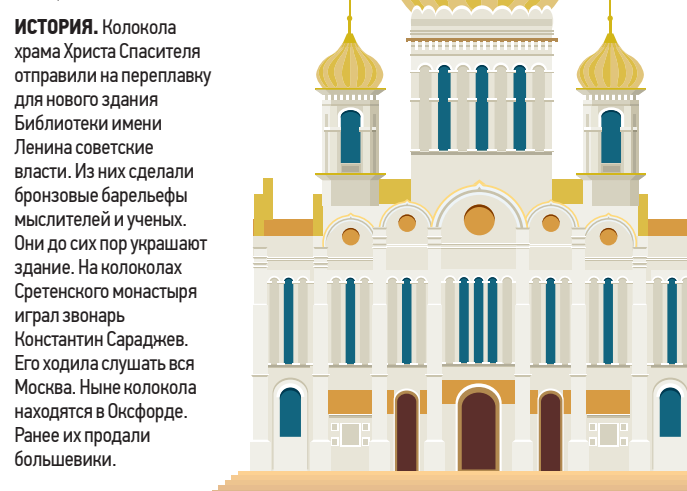 ИСТОРИЯ. Колокола
храма Христа Спасителя
отправили на переплавку
для нового здания
Библиотеки имени
Ленина советские
власти. Из них сделали
бронзовые барельефы
мыслителей и ученых.
Они до сих пор украшают
здание. На колоколах
Сретенского монастыря
играл звонарь
Константин Сараджев.
Его ходила слушать вся
Москва. Ныне колокола
находятся в Оксфорде.
Ранее их продали
большевики.